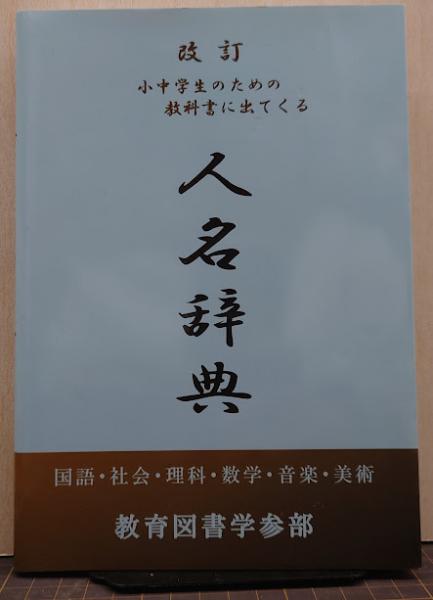 改訂
小中学生のための
教科書に出てくる
人名辞典
国語・社会・理科・数学・音楽・美術
教育図書学参部